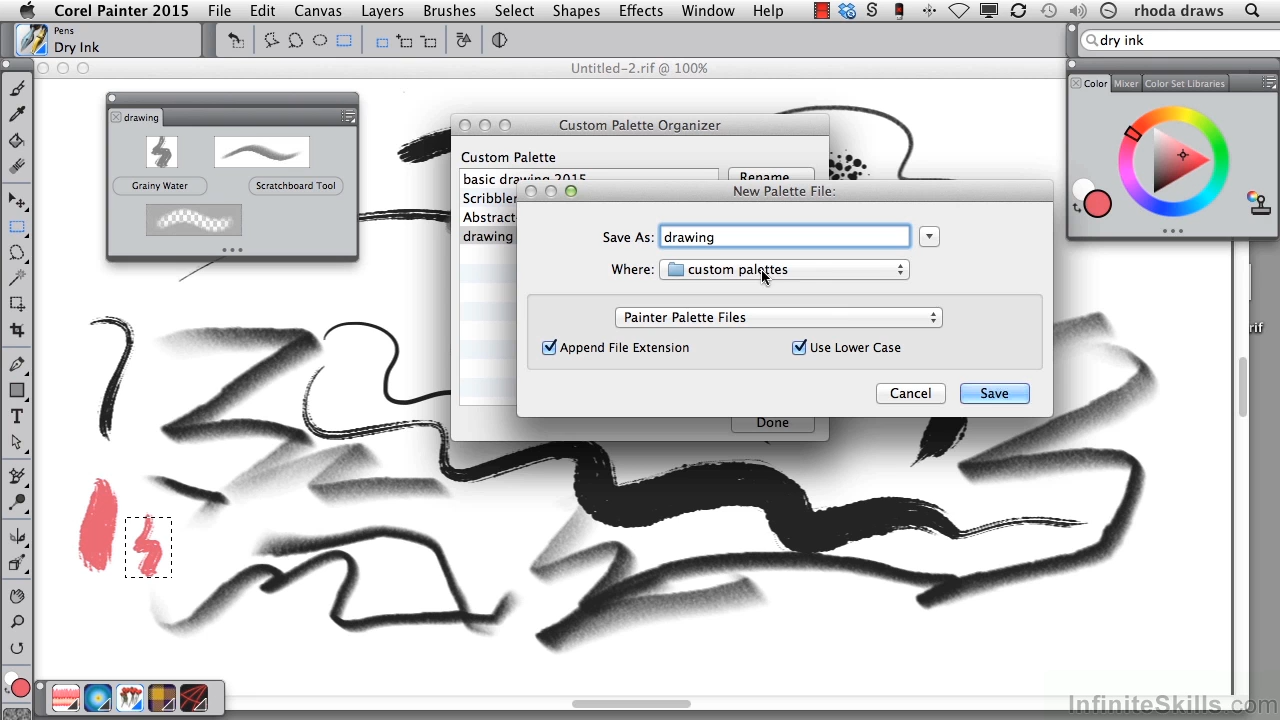 Corel Painter 2015 File Edit Canvas Layers Brushes Select Shapes Effects Window Help rhoda draws
Pens
Dry Ink
dry ink
Untitled-2.rif @ 100%
Color Mixer Color Set Libraries
drawing
Grainy Water Scratchboard Tool
Custom Palette Organizer
Custom Palette
basic drawing 2015
Rename
Scribbler
Abstract
drawing
New Palette File:
Save As: drawing
Where: custom palettes
Painter Palette Files
Append File Extension Use Lower Case
Cancel Save
Done
rif
InfiniteSkills.com